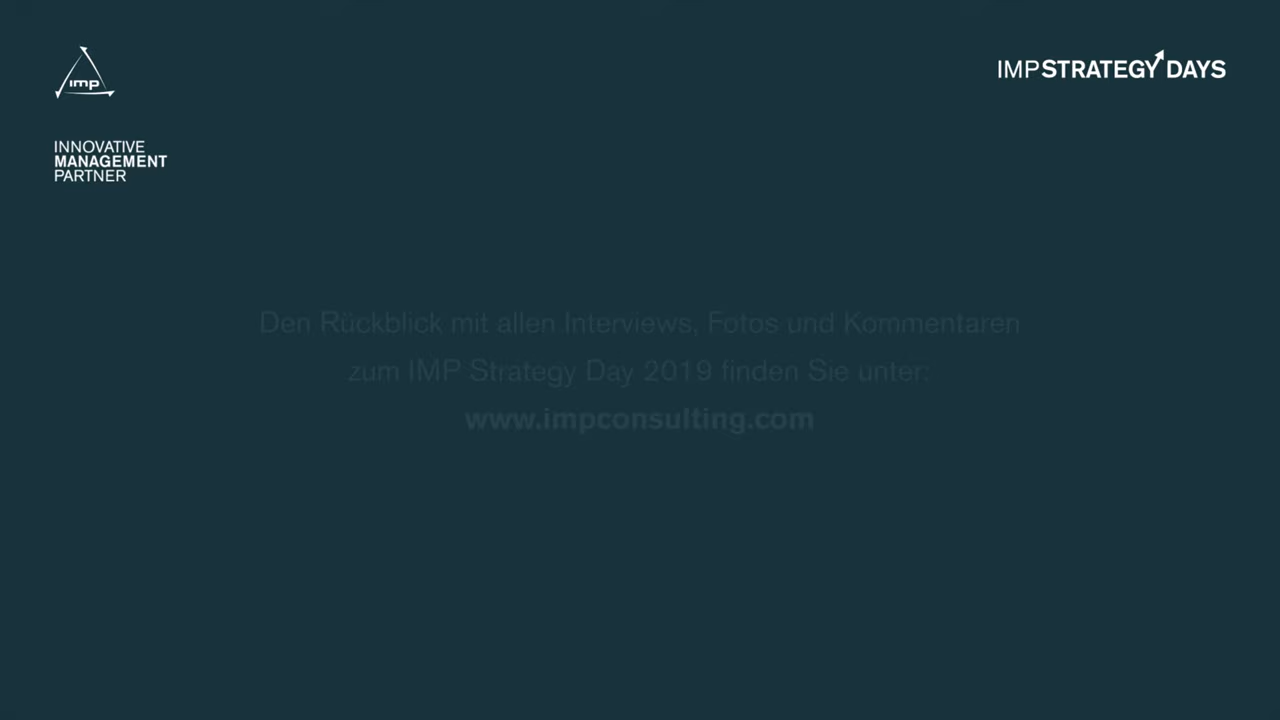 imp
IMPSTRATEGY DAYS
INNOVATIVE
MANAGEMENT
PARTNER
Den Rückblick mit allen Interviews, Fotos und Kommentaren
zum IMP Strategy Day 2019 finden Sie unter:
www.impconsulting.com